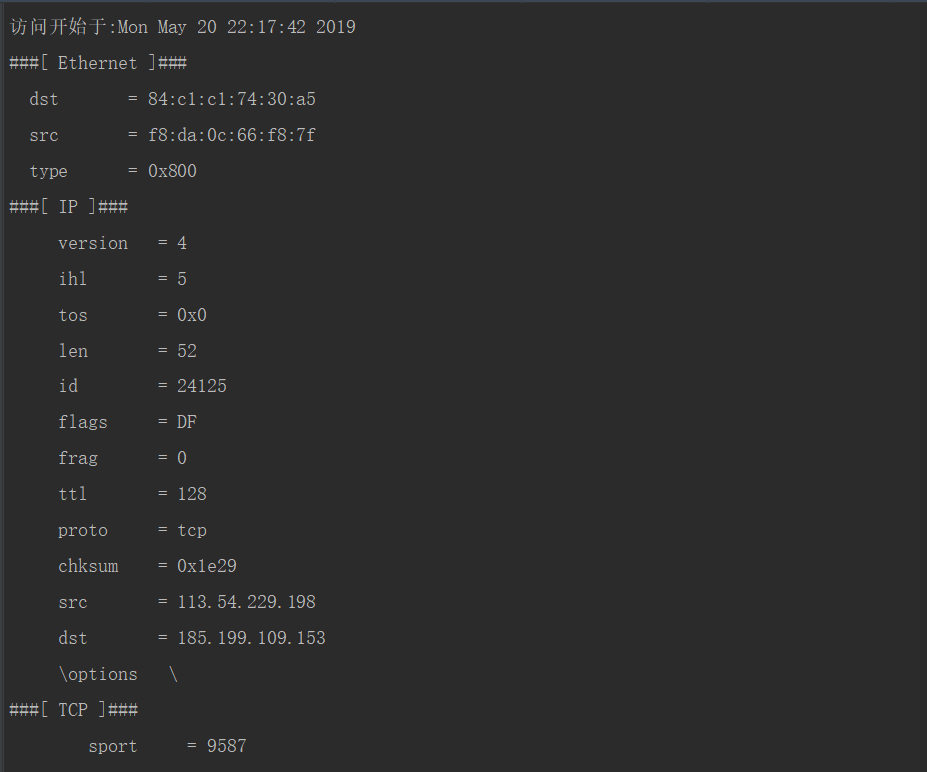 访问开始于:Mon May 20 22:17:42 2019
###[ Ethernet ]###
  dst       = 84:c1:c1:74:30:a5
  src       = f8:da:0c:66:f8:7f
  type      = 0x800
###[ IP ]###
     version   = 4
     ihl       = 5
     tos       = 0x0
     len       = 52
     id        = 24125
     flags     = DF
     frag      = 0
     ttl       = 128
     proto     = tcp
     chksum    = 0x1e29
     src       = 113.54.229.198
     dst       = 185.199.109.153
     \options   \
###[ TCP ]###
        sport     = 9587